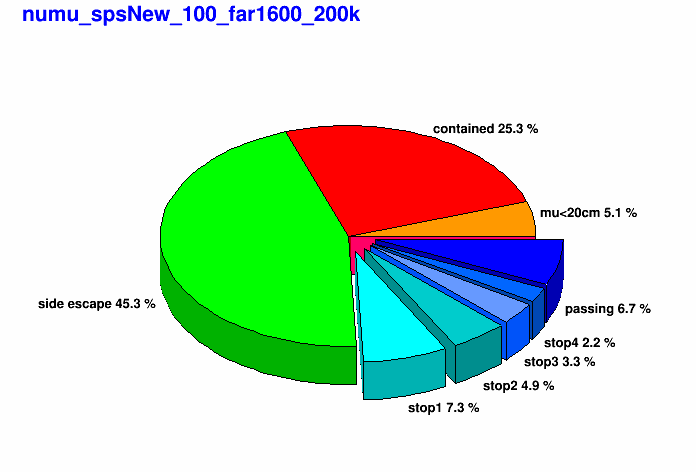 numu_spsNew_100_far1600_200k
contained 25.3 %
mu<20cm 5.1 %
side escape 45.3 %
passing 6.7 %
stop4 2.2 %
stop3 3.3 %
stop2 4.9 %
stop1 7.3 %